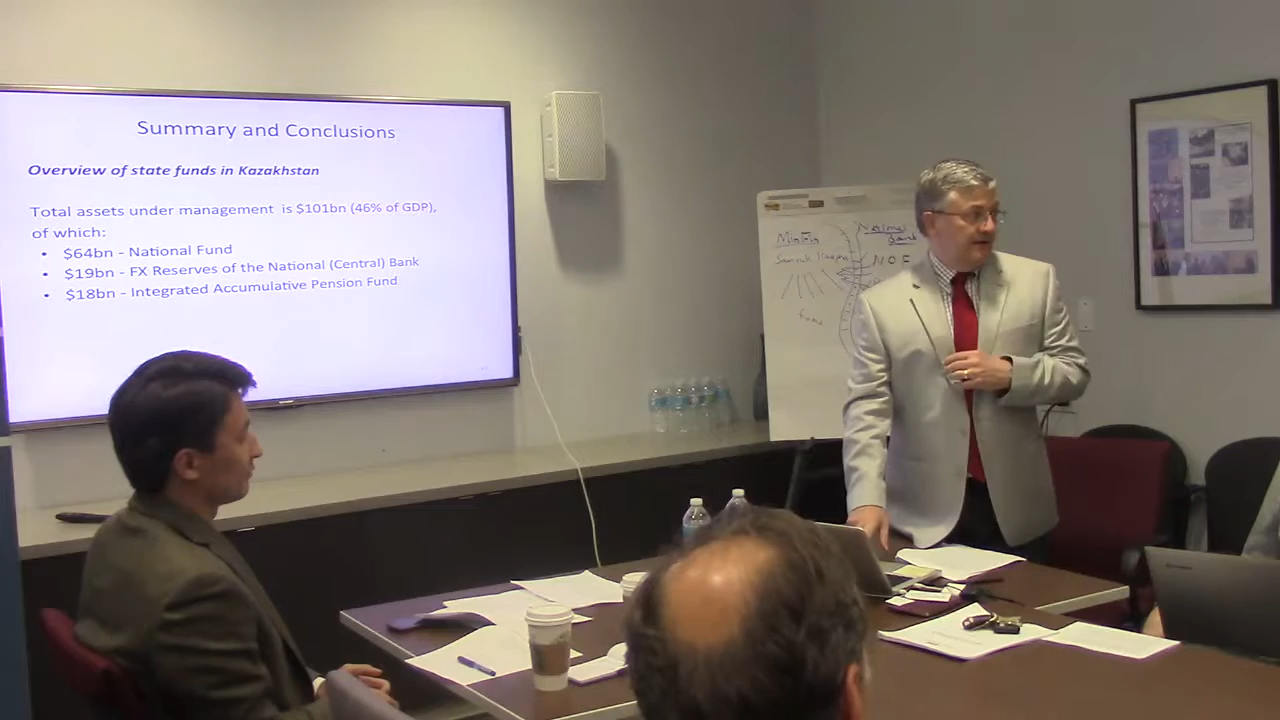 Summary and Conclusions
Overview of state funds in Kazakhstan
Total assets under management is $101bn (46% of GDP),
of which:
• $64bn - National Fund
• $19bn - FX Reserves of the National (Central) Bank
• $18bn - Integrated Accumulative Pension Fund
National
Bank
NOF